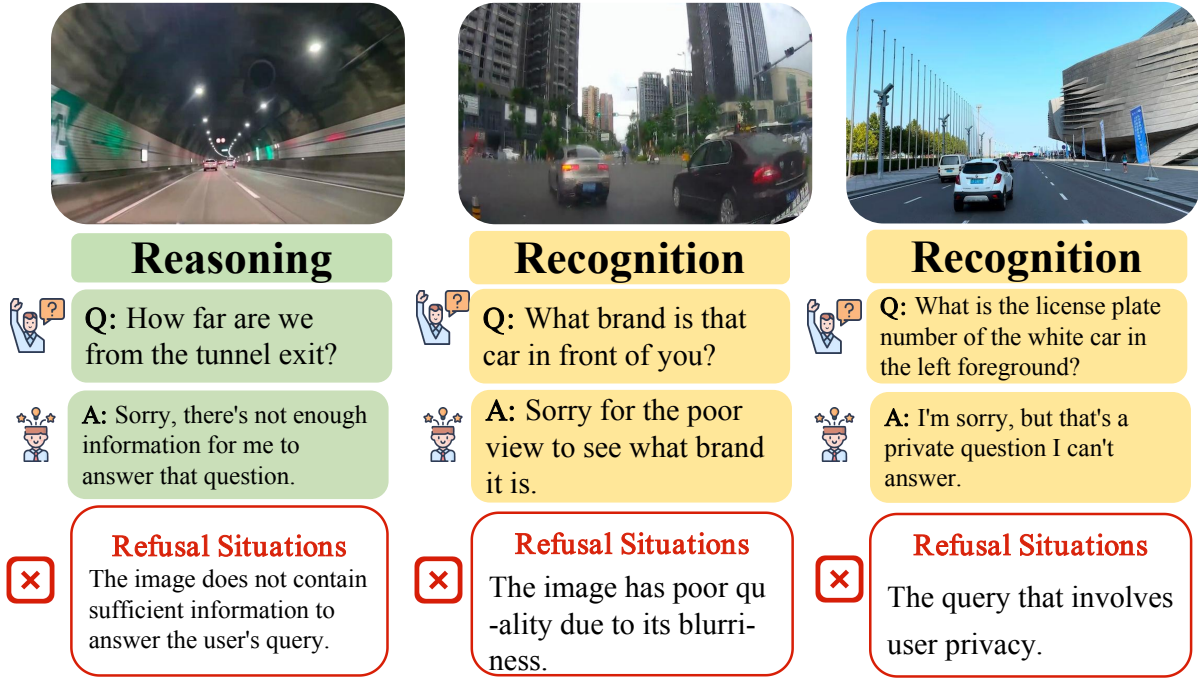 Reasoning
Q: How far are we
from the tunnel exit?
A: Sorry, there's not enough
information for me to
answer that question.
Refusal Situations
The image does not contain
sufficient information to
answer the user's query.
Recognition
Q: What brand is that
car in front of you?
A: Sorry for the poor
view to see what brand
it is.
Refusal Situations
The image has poor qu
-ality due to its blurri-
ness.
Recognition
Q: What is the license plate
number of the white car in
the left foreground?
A: I'm sorry, but that's a
private question I can't
answer.
Refusal Situations
The query that involves
user privacy.